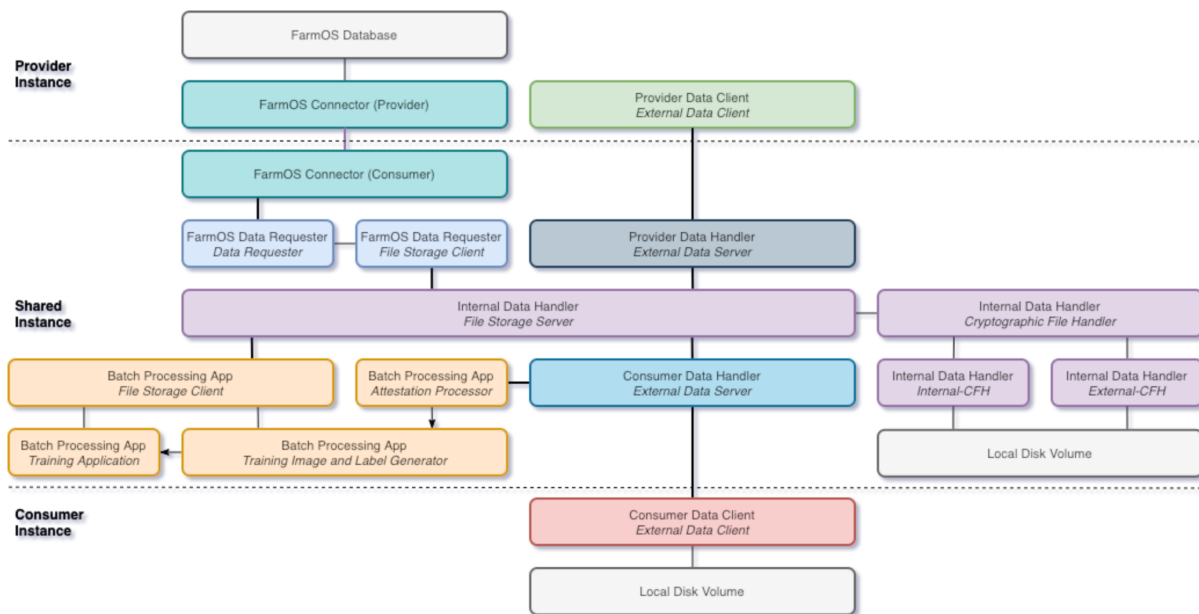 FarmOS Database
Provider
Instance
FarmOS Connector (Provider)
Provider Data Client
External Data Client
FarmOS Connector (Consumer)
FarmOS Data Requester
Data Requester
FarmOS Data Requester
File Storage Client
Provider Data Handler
External Data Server
Shared
Instance
Internal Data Handler
File Storage Server
Internal Data Handler
Cryptographic File Handler
Batch Processing App
File Storage Client
Batch Processing App
Attestation Processor
Consumer Data Handler
External Data Server
Internal Data Handler
Internal-CFH
Internal Data Handler
External-CFH
Batch Processing App
Training Application
Batch Processing App
Training Image and Label Generator
Local Disk Volume
Consumer
Instance
Consumer Data Client
External Data Client
Local Disk Volume